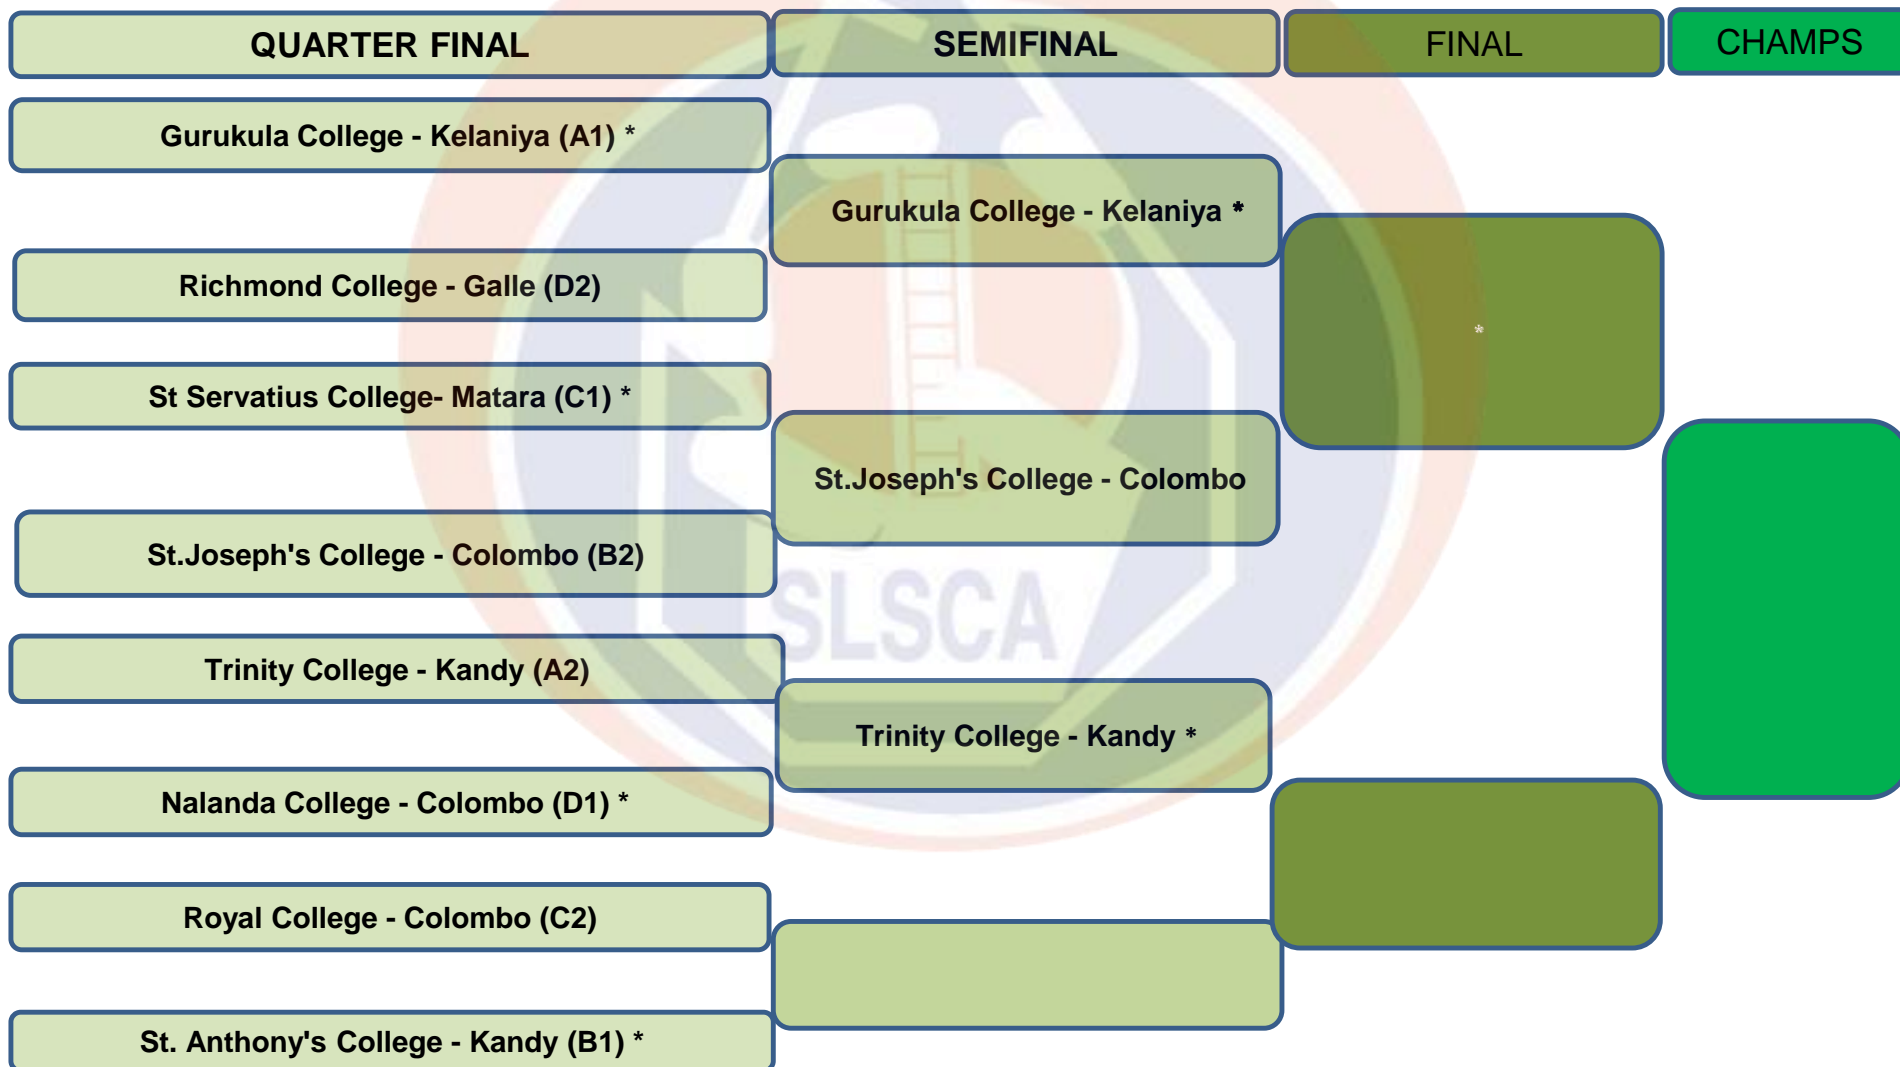 QUARTER FINAL
SEMIFINAL
FINAL
CHAMPS
Gurukula College - Kelaniya (A1) *
Gurukula College - Kelaniya *
Richmond College - Galle (D2)
*
St Servatius College- Matara (C1) *
St.Joseph's College - Colombo
St.Joseph's College - Colombo (B2)
SLSCA
Trinity College - Kandy (A2)
Trinity College - Kandy *
Nalanda College - Colombo (D1) *
Royal College - Colombo (C2)
St. Anthony's College - Kandy (B1) *